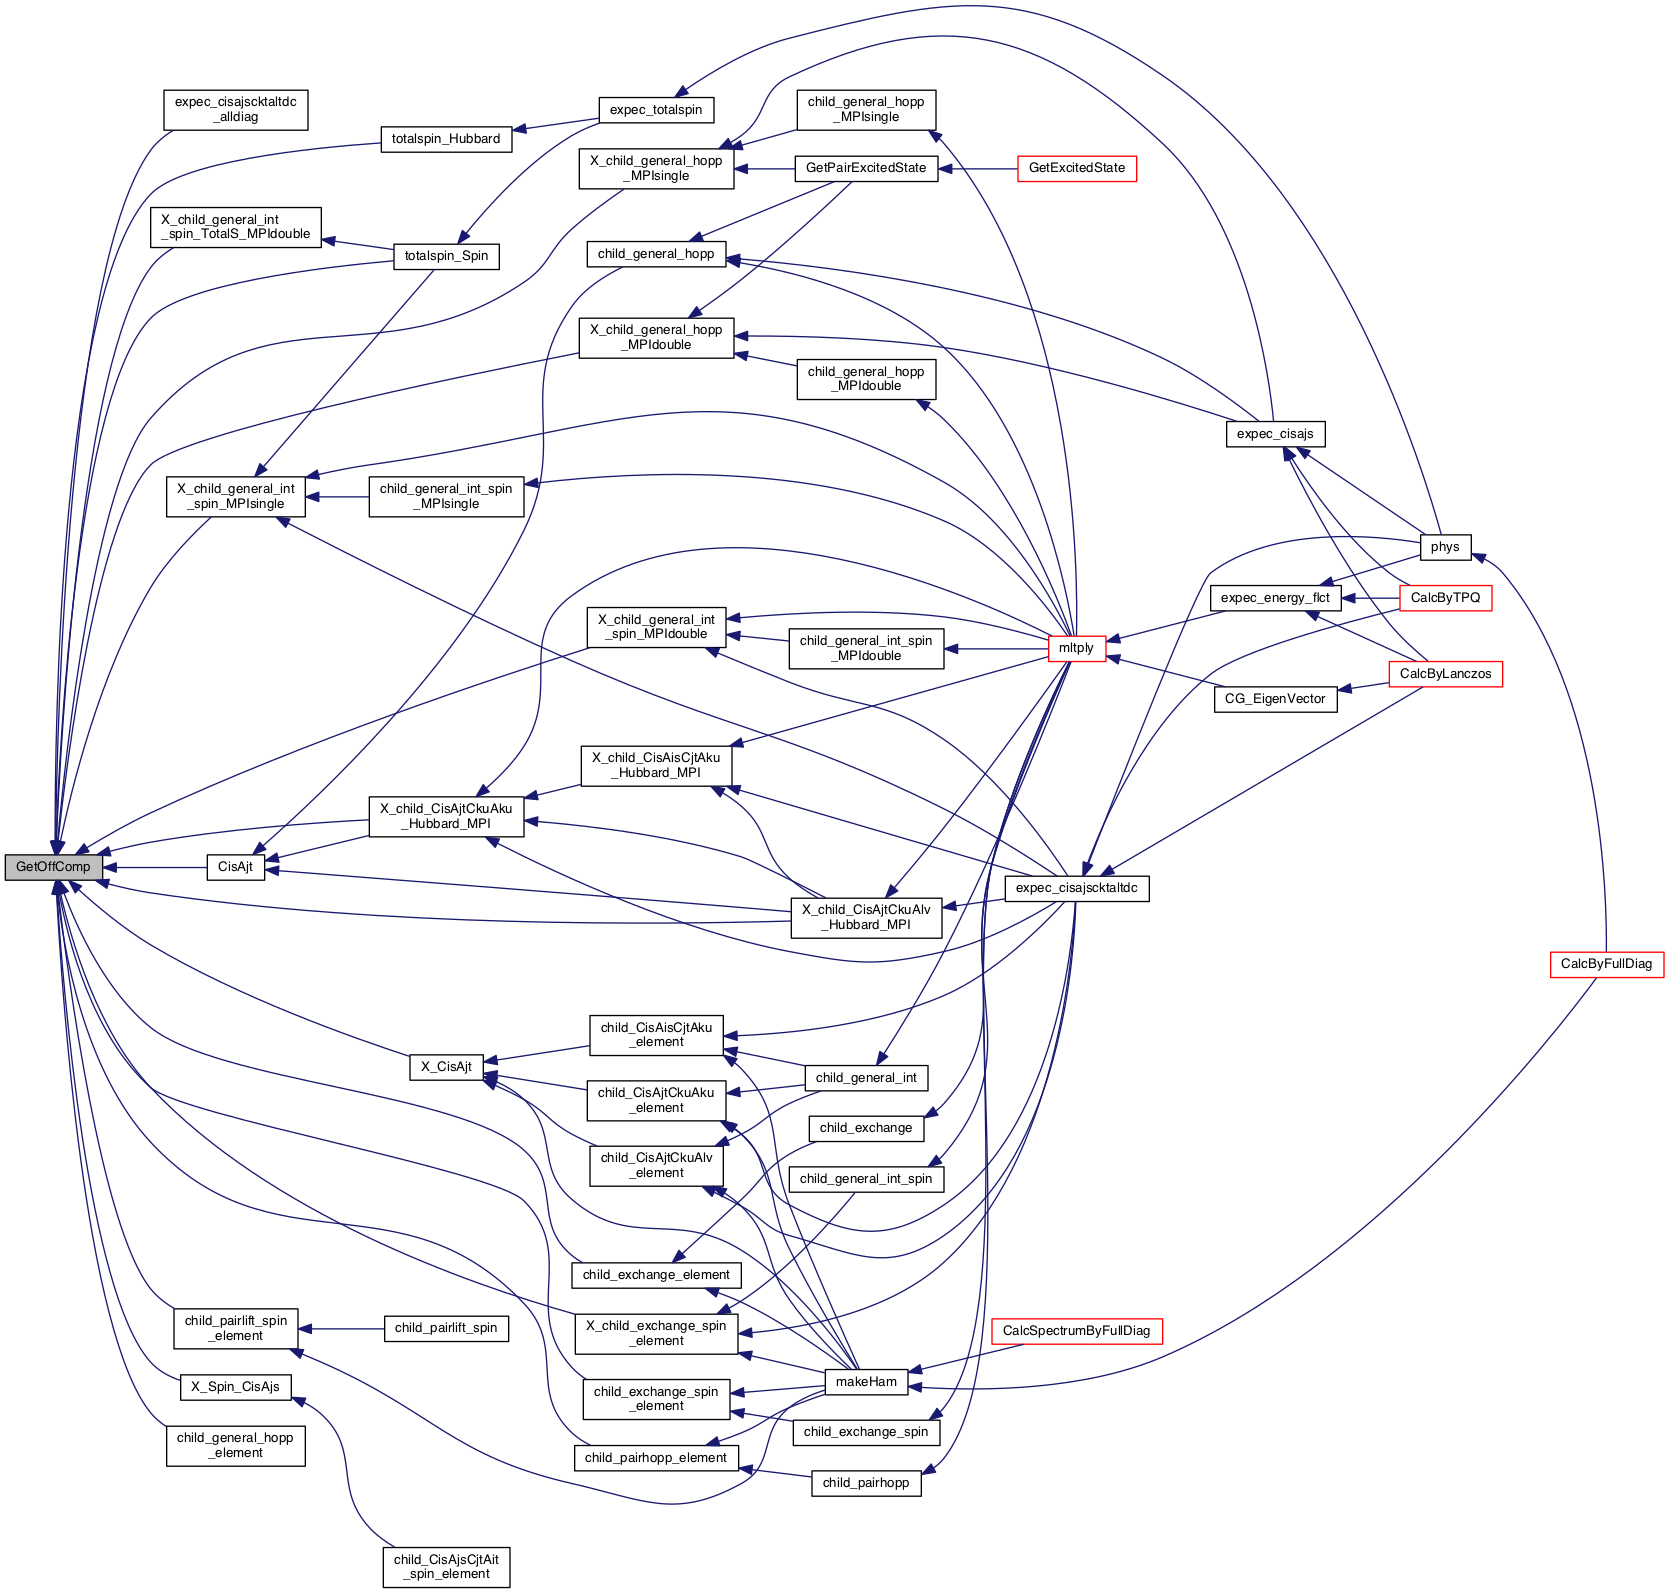 expec_cisajscktaltdc
_alldiag
totalspin_Hubbard
expec_totalspin
child_general_hopp
_MPIsingle
X_child_general_hopp
_MPIsingle
GetPairExcitedState
GetExcitedState
X_child_general_int
_spin_TotalS_MPIdouble
totalspin_Spin
child_general_hopp
X_child_general_hopp
_MPIdouble
child_general_hopp
_MPIdouble
expec_cisajs
X_child_general_int
_spin_MPIsingle
child_general_int_spin
_MPIsingle
phys
expec_energy_flct
CalcByTPQ
X_child_general_int
_spin_MPIdouble
child_general_int_spin
_MPIdouble
mltply
CalcByLanczos
CG_EigenVector
X_child_CisAisCjtAku
_Hubbard_MPI
X_child_CisAjtCkuAku
_Hubbard_MPI
GetOffComp
CisAjt
expec_cisajscktaltdc
X_child_CisAjtCkuAlv
_Hubbard_MPI
CalcByFullDiag
child_CisAisCjtAku
_element
X_CisAjt
child_general_int
child_CisAjtCkuAku
_element
child_exchange
child_CisAjtCkuAlv
_element
child_general_int_spin
child_exchange_element
child_pairlift_spin
_element
child_pairlift_spin
X_child_exchange_spin
_element
CalcSpectrumByFullDiag
X_Spin_CisAjs
makeHam
child_exchange_spin
_element
child_exchange_spin
child_general_hopp
_element
child_pairhopp_element
child_pairhopp
child_CisAjsCjtAit
_spin_element